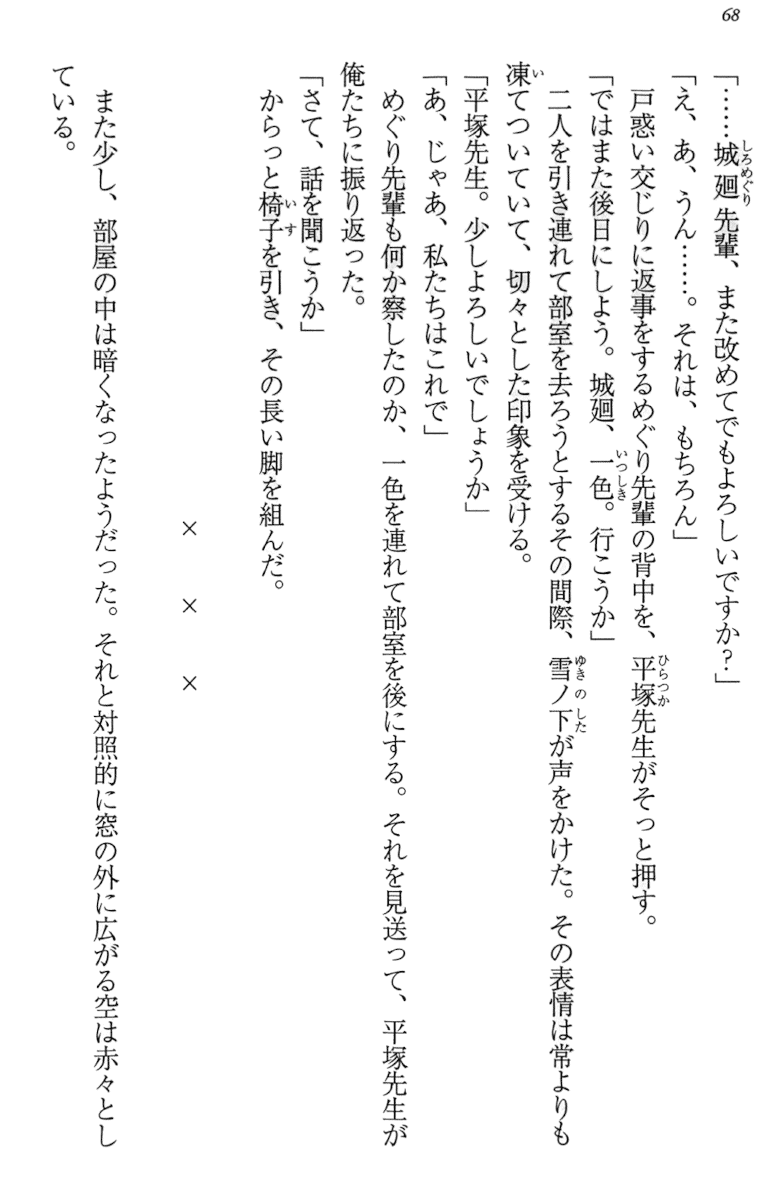 68
「……城廻先輩、また改めてでもよろしいですか?」
「え、あ、うん……。それは、もちろん」
戸惑い交じりに返事をするめぐり先輩の背中を、平塚先生がそっと押す。
「ではまた後日にしよう。城廻、一色。行こうか」
二人を引き連れて部室を去ろうとするその間際、雪ノ下が声をかけた。その表情は常よりも
凍てついていて、切々とした印象を受ける。
「平塚先生。少しよろしいでしょうか」
「あ、じゃあ、私たちはこれで」
めぐり先輩も何か察したのか、一色を連れて部室を後にする。それを見送って、平塚先生が
俺たちに振り返った。
「さて、話を聞こうか」
からっと椅子を引き、その長い脚を組んだ。
× × ×
また少し、部屋の中は暗くなったようだった。それと対照的に窓の外に広がる空は赤々とし
ている。